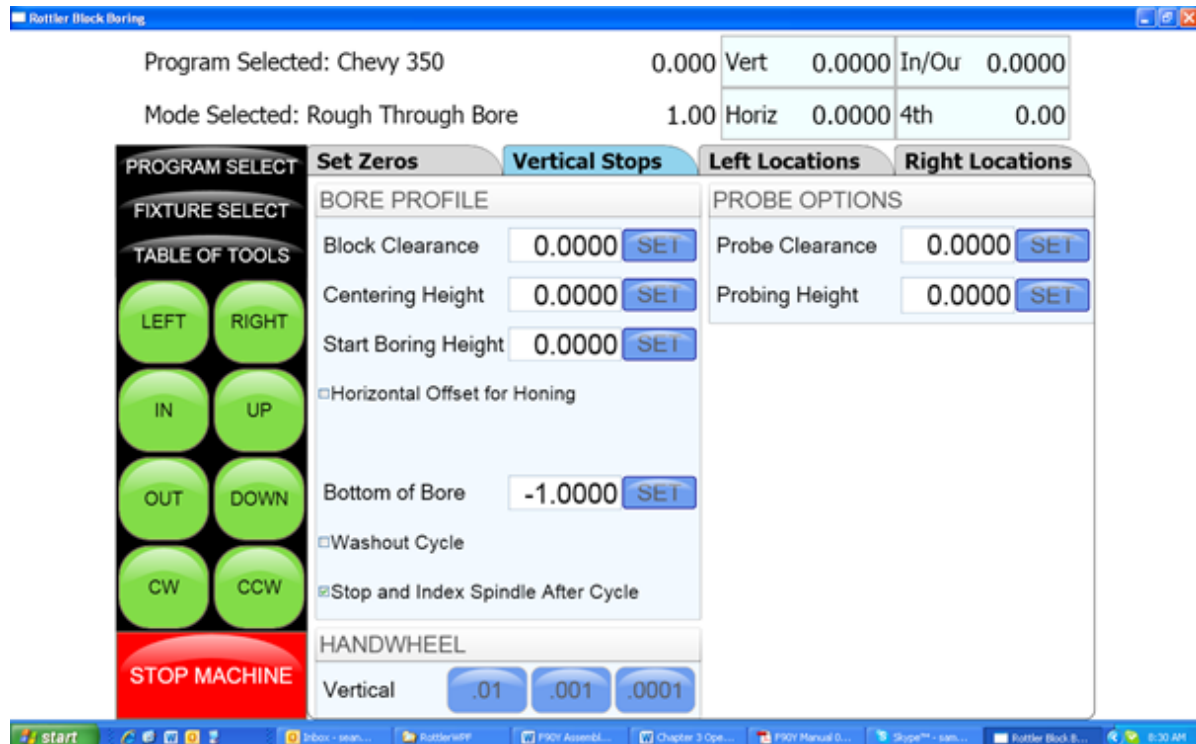 Rottler Block Boring
Program Selected: Chevy 350 0.000 Vert 0.0000 In/Ou 0.0000
Mode Selected: Rough Through Bore 1.00 Horiz 0.0000 4th 0.00
PROGRAM SELECT
FIXTURE SELECT
TABLE OF TOOLS
LEFT RIGHT
IN UP
OUT DOWN
CW CCW
STOP MACHINE
Set Zeros Vertical Stops Left Locations Right Locations
BORE PROFILE
Block Clearance 0.0000 SET
Centering Height 0.0000 SET
Start Boring Height 0.0000 SET
Horizontal Offset for Honing
Bottom of Bore -1.0000 SET
Washout Cycle
Stop and Index Spindle After Cycle
HANDWHEEL
Vertical .01 .001 .0001
PROBE OPTIONS
Probe Clearance 0.0000 SET
Probing Height 0.0000 SET
start Inbox - sean... RottlerWPF F90Y Assembl... Chapter 3 Ope... F90Y Manual 0... Skype™ - sam... Rottler Block B... 8:30 AM